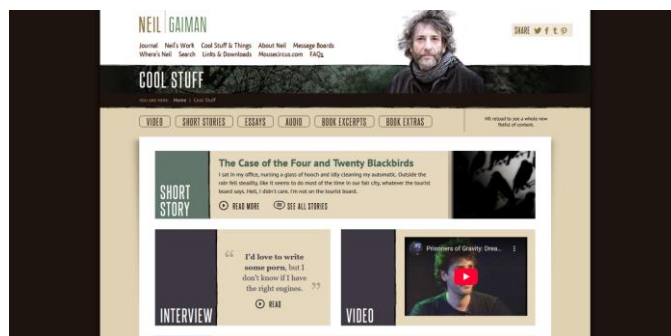 NEIL GAIMAN
SHARE
Journal Neil's Work Cool Stuff & Things About Neil Message Boards
Where's Neil Search Links & Downloads Mousecircus.com FAQs
COOL STUFF
YOU ARE HERE: Home | Cool Stuff
VIDEO SHORT STORIES ESSAYS AUDIO BOOK EXCERPTS BOOK EXTRAS
Hit reload to see a whole new
fistful of content.
The Case of the Four and Twenty Blackbirds
I sat in my office, nursing a glass of hooch and idly cleaning my automatic. Outside the
rain fell steadily, like it seems to do most of the time in our fair city, whatever the tourist
board says. Hell, I didn't care. I'm not on the tourist board.
SHORT
STORY
READ MORE SEE ALL STORIES
“ I'd love to write
some porn, but I
don't know if I have
the right engines. ”
READ
INTERVIEW
Prisoners of Gravity: Drea...
VIDEO